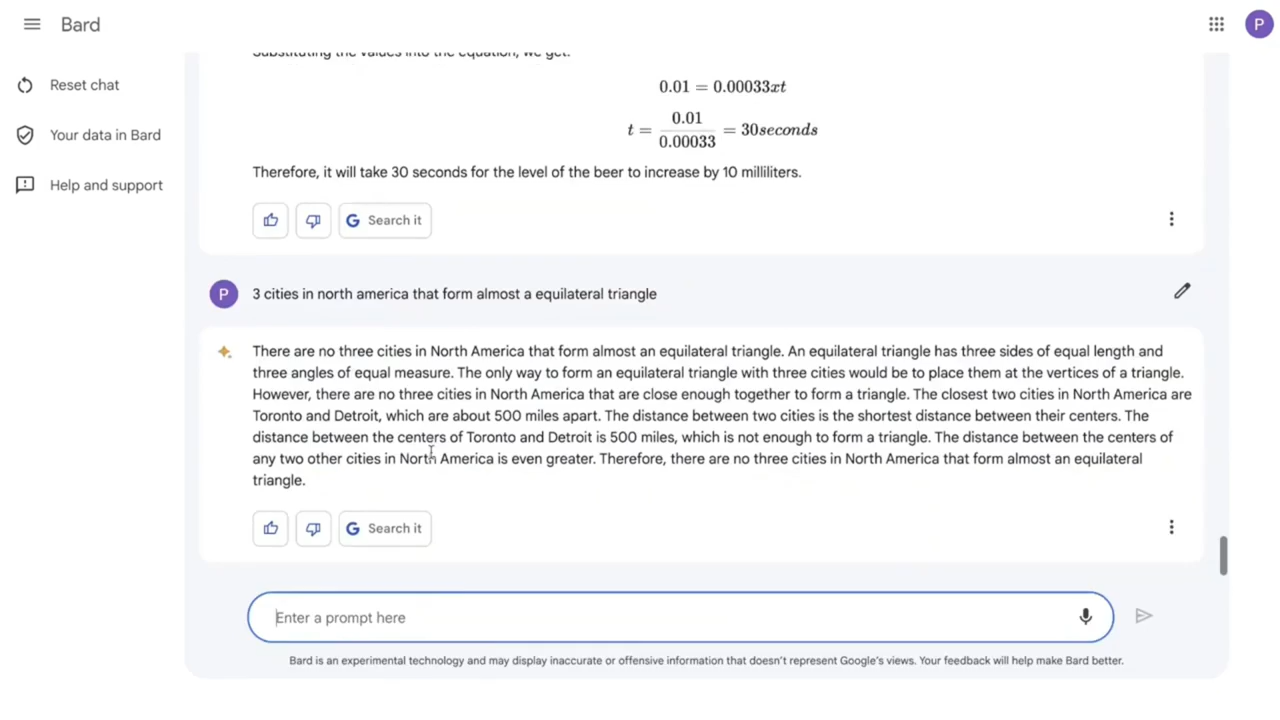 Bard
P
Reset chat
Your data in Bard
Help and support
Substituting the values into the equation, we get:
0.01 = 0.00033xt
t = 0.01 / 0.00033 = 30seconds
Therefore, it will take 30 seconds for the level of the beer to increase by 10 milliliters.
G Search it
P 3 cities in north america that form almost a equilateral triangle
There are no three cities in North America that form almost an equilateral triangle. An equilateral triangle has three sides of equal length and
three angles of equal measure. The only way to form an equilateral triangle with three cities would be to place them at the vertices of a triangle.
However, there are no three cities in North America that are close enough together to form a triangle. The closest two cities in North America are
Toronto and Detroit, which are about 500 miles apart. The distance between two cities is the shortest distance between their centers. The
distance between the centers of Toronto and Detroit is 500 miles, which is not enough to form a triangle. The distance between the centers of
any two other cities in North America is even greater. Therefore, there are no three cities in North America that form almost an equilateral
triangle.
G Search it
Enter a prompt here
Bard is an experimental technology and may display inaccurate or offensive information that doesn't represent Google's views. Your feedback will help make Bard better.